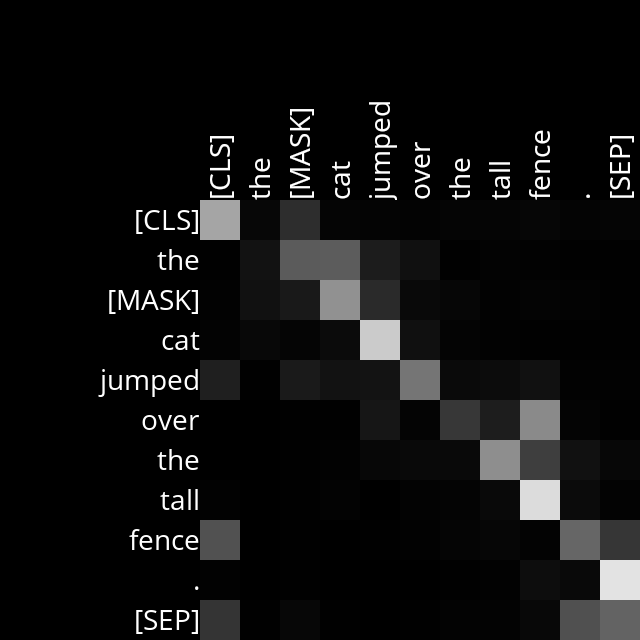 [CLS] the [MASK] cat jumped over the tall fence . [SEP]
[CLS]
the
[MASK]
cat
jumped
over
the
tall
fence
.
[SEP]